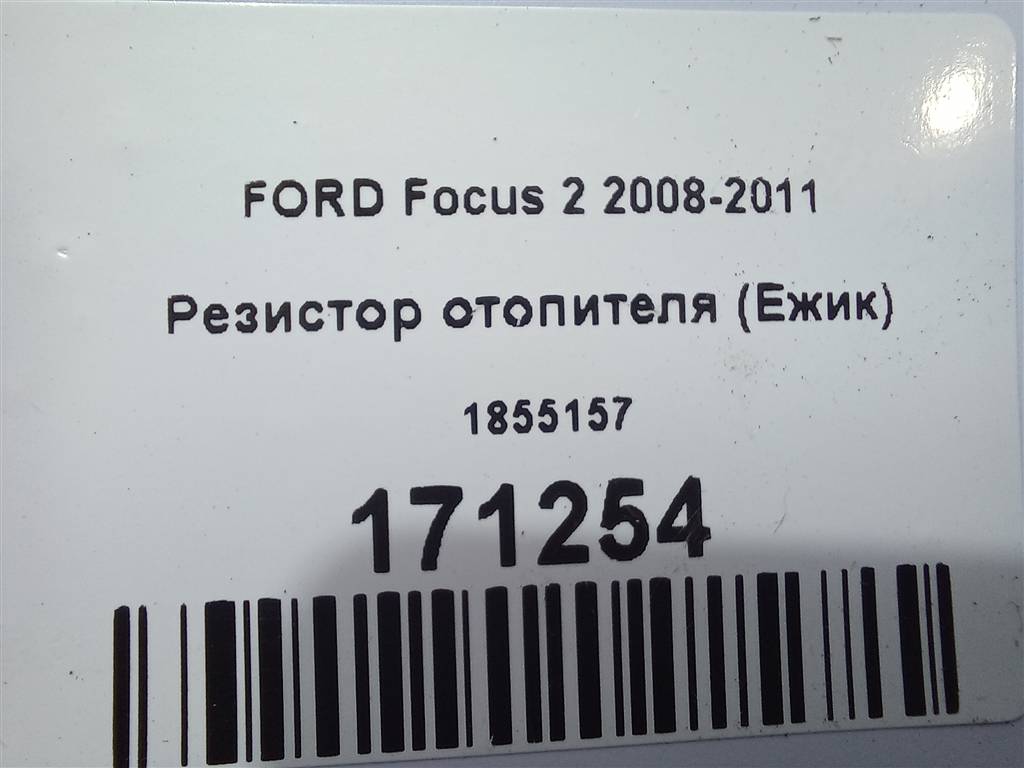 FORD Focus 2 2008-2011
Резистор отопителя (Ежик)
1855157
171254